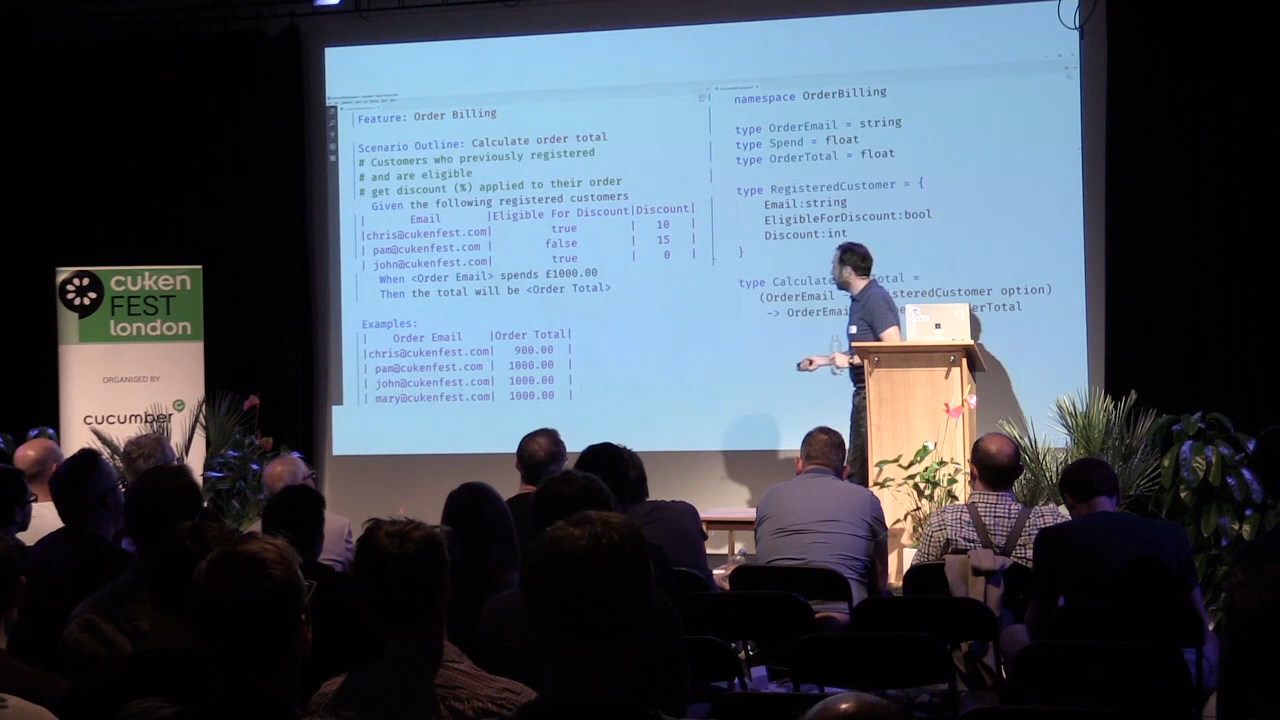 Feature: Order Billing
Scenario Outline: Calculate order total
# Customers who previously registered
# and are eligible
# get discount (%) applied to their order
Given the following registered customers
| Email |Eligible For Discount|Discount|
|chris@cukenfest.com| true | 10 |
| pam@cukenfest.com | false | 15 |
| john@cukenfest.com| true | 0 |
When <Order Email> spends £1000.00
Then the total will be <Order Total>
Examples:
| Order Email |Order Total|
|chris@cukenfest.com| 900.00 |
| pam@cukenfest.com | 1000.00 |
| john@cukenfest.com| 1000.00 |
| mary@cukenfest.com| 1000.00 |
namespace OrderBilling
type OrderEmail = string
type Spend = float
type OrderTotal = float
type RegisteredCustomer = {
Email:string
EligibleForDiscount:bool
Discount:int
}
type Calculate Total =
(OrderEmail isteredCustomer option)
-> OrderEmai rTotal
cuken
FEST
london
ORGANISED BY
cucumber